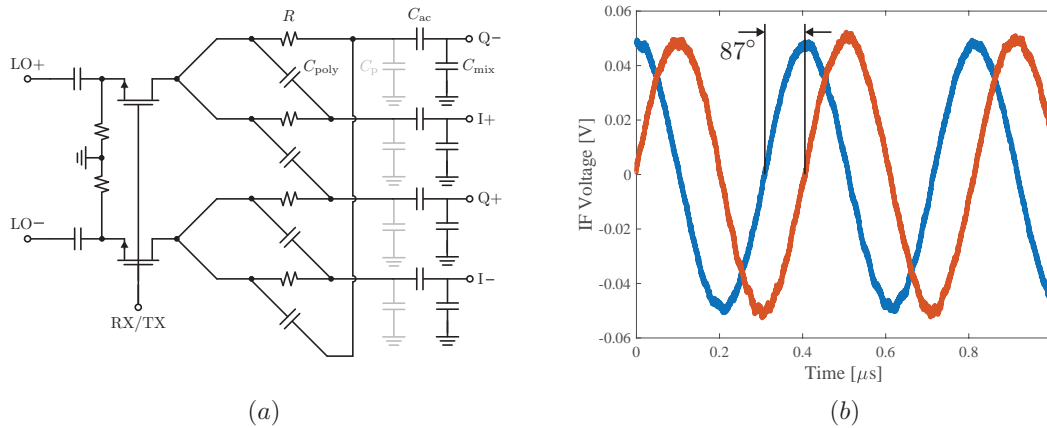 R
C_ac
Q−
LO+
C_poly
C_p
C_mix
I+
Q+
LO−
I−
RX/TX
(a)
0.06
0.04
0.02
0
-0.02
-0.04
-0.06
IF Voltage [V]
87°
0
0.2
0.4
0.6
0.8
1
Time [μs]
(b)